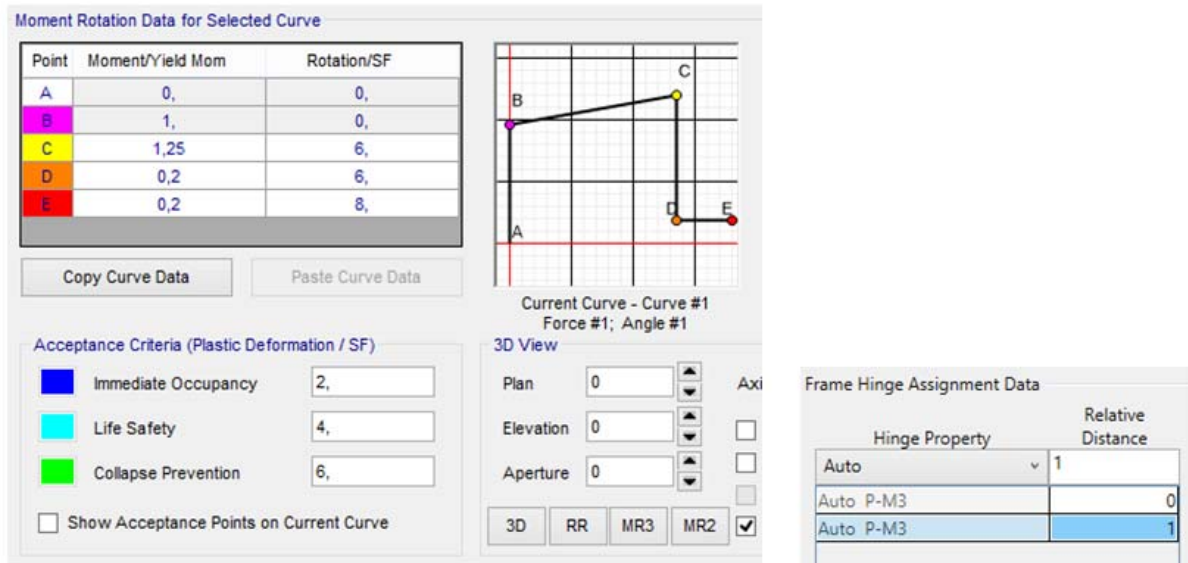 Moment Rotation Data for Selected Curve
Point Moment/Yield Mom Rotation/SF
A 0, 0,
B 1, 0,
C 1,25 6,
D 0,2 6,
E 0,2 8,
A
B
C
D
E
Copy Curve Data Paste Curve Data
Current Curve - Curve #1
Force #1; Angle #1
Acceptance Criteria (Plastic Deformation / SF)
Immediate Occupancy 2,
Life Safety 4,
Collapse Prevention 6,
Show Acceptance Points on Current Curve
3D View
Plan 0 Axi
Elevation 0
Aperture 0
3D RR MR3 MR2
Frame Hinge Assignment Data
Hinge Property Relative Distance
Auto 1
Auto P-M3 0
Auto P-M3 1